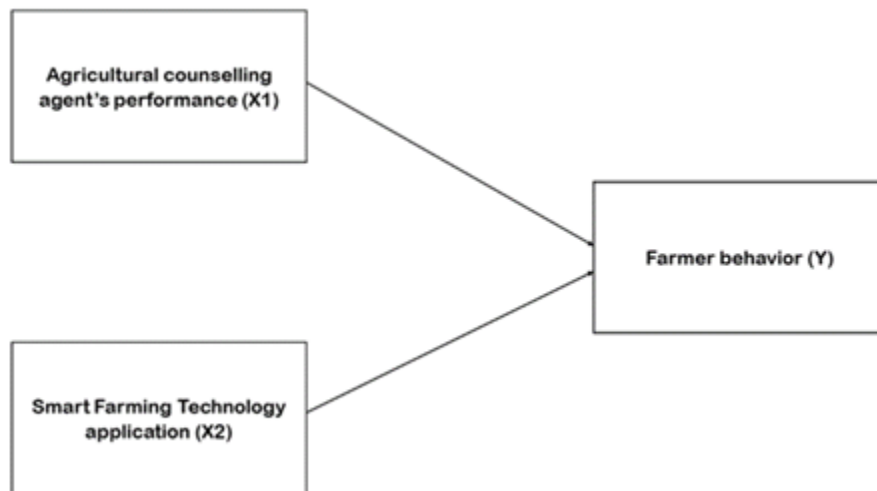 Agricultural counselling
agent's performance (X1)
Farmer behavior (Y)
Smart Farming Technology
application (X2)